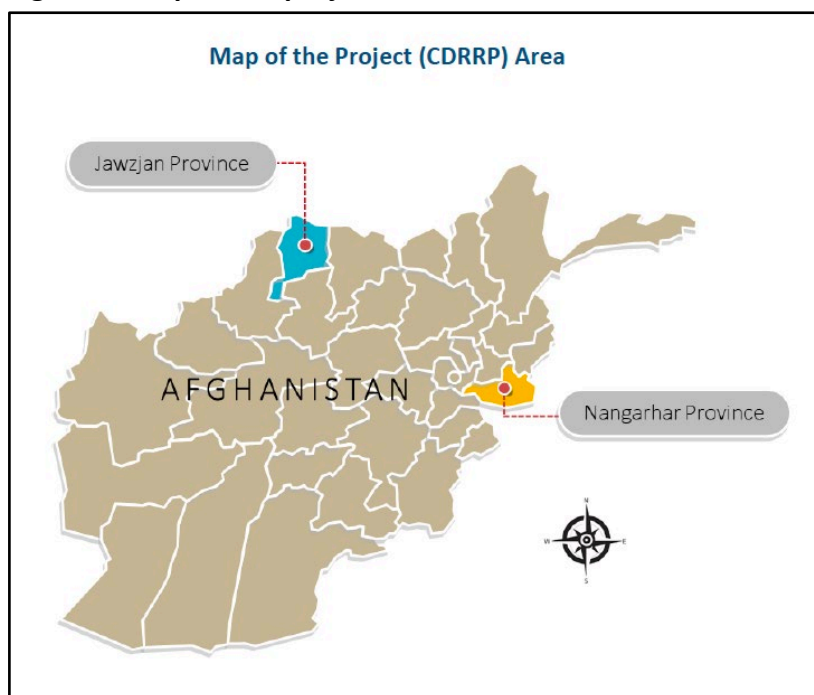 Map of the Project (CDRRP) Area
Jawzjan Province
AFGHANISTAN
Nangarhar Province
N
W E
S